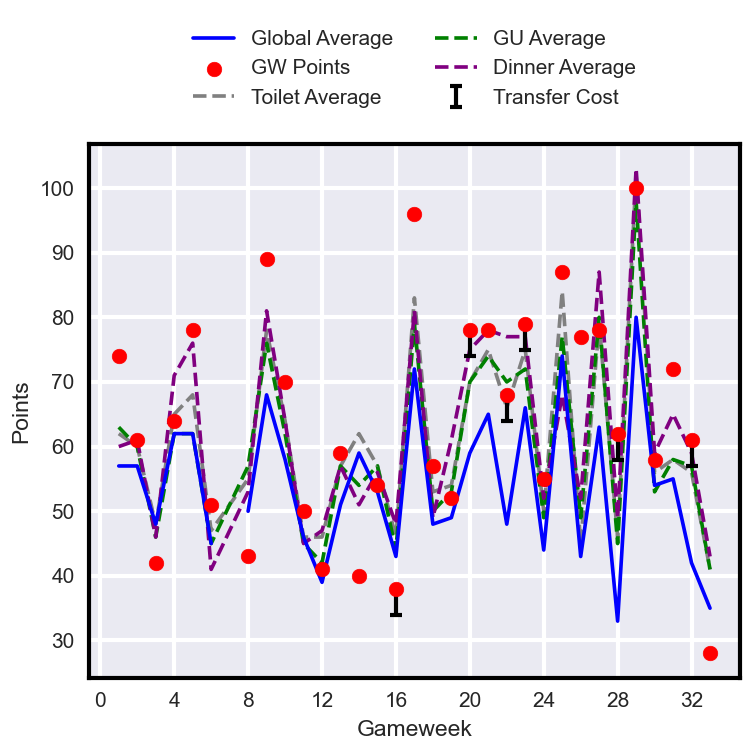 Global Average GU Average
GW Points Dinner Average
Toilet Average Transfer Cost
100
90
80
70
60
50
40
30
Points
0 4 8 12 16 20 24 28 32
Gameweek